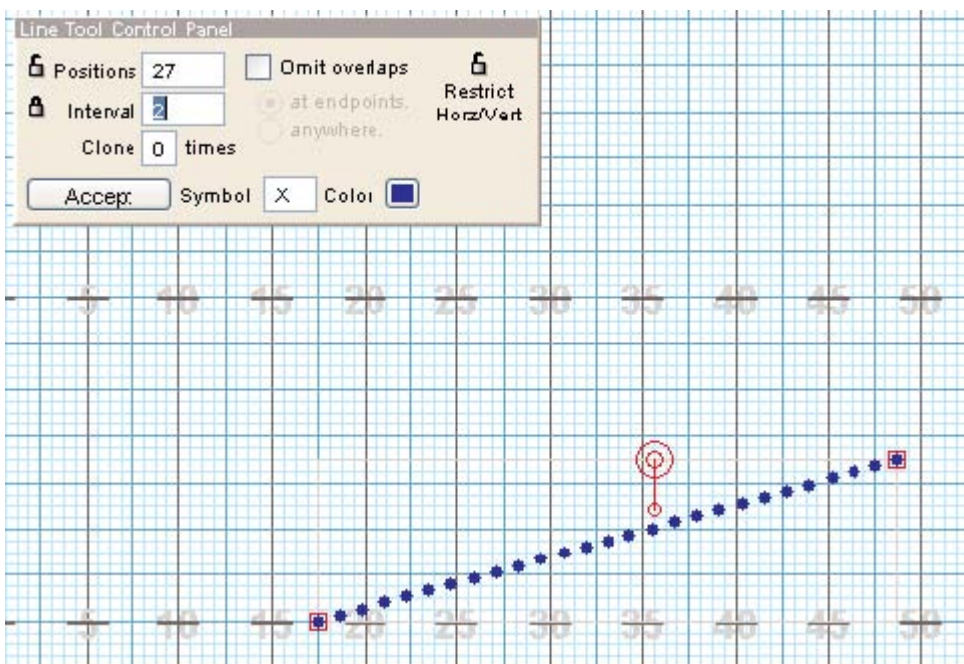 Line Tool Control Panel
Positions 27
Omit overlaps
Restrict
Horz/Vert
Interval 2
at endpoints.
anywhere.
Clone 0 times
Accept
Symbol X
Color
5 10 15 20 25 30 35 40 45 50
5 10 15 20 25 30 35 40 45 50